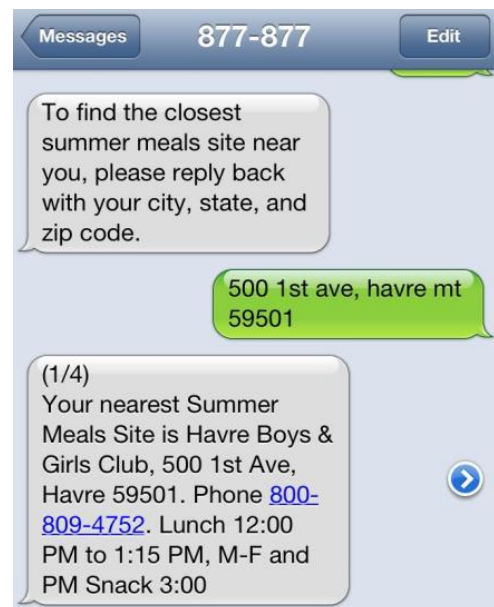 Messages 877-877 Edit
To find the closest
summer meals site near
you, please reply back
with your city, state, and
zip code.
500 1st ave, havre mt
59501
(1/4)
Your nearest Summer
Meals Site is Havre Boys &
Girls Club, 500 1st Ave,
Havre 59501. Phone 800-
809-4752. Lunch 12:00
PM to 1:15 PM, M-F and
PM Snack 3:00